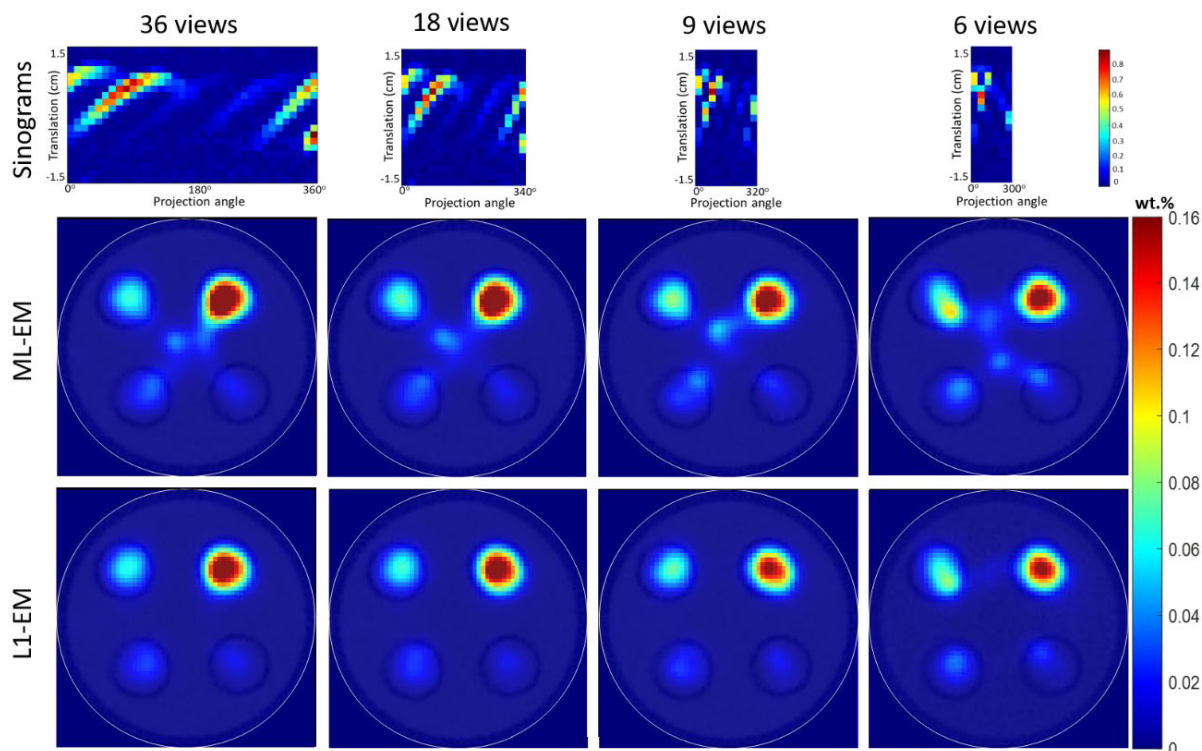 36 views
18 views
9 views
6 views
Sinograms
Translation (cm)
1.5
-1.5
0°
180°
360°
Projection angle
Translation (cm)
1.5
-1.5
0°
340°
Projection angle
Translation (cm)
1.5
-1.5
0°
320°
Projection angle
Translation (cm)
1.5
-1.5
0°
300°
Projection angle
0.8
0.7
0.6
0.5
0.4
0.3
0.2
0.1
0
ML-EM
L1-EM
wt.%
0.16
0.14
0.12
0.1
0.08
0.06
0.04
0.02
0